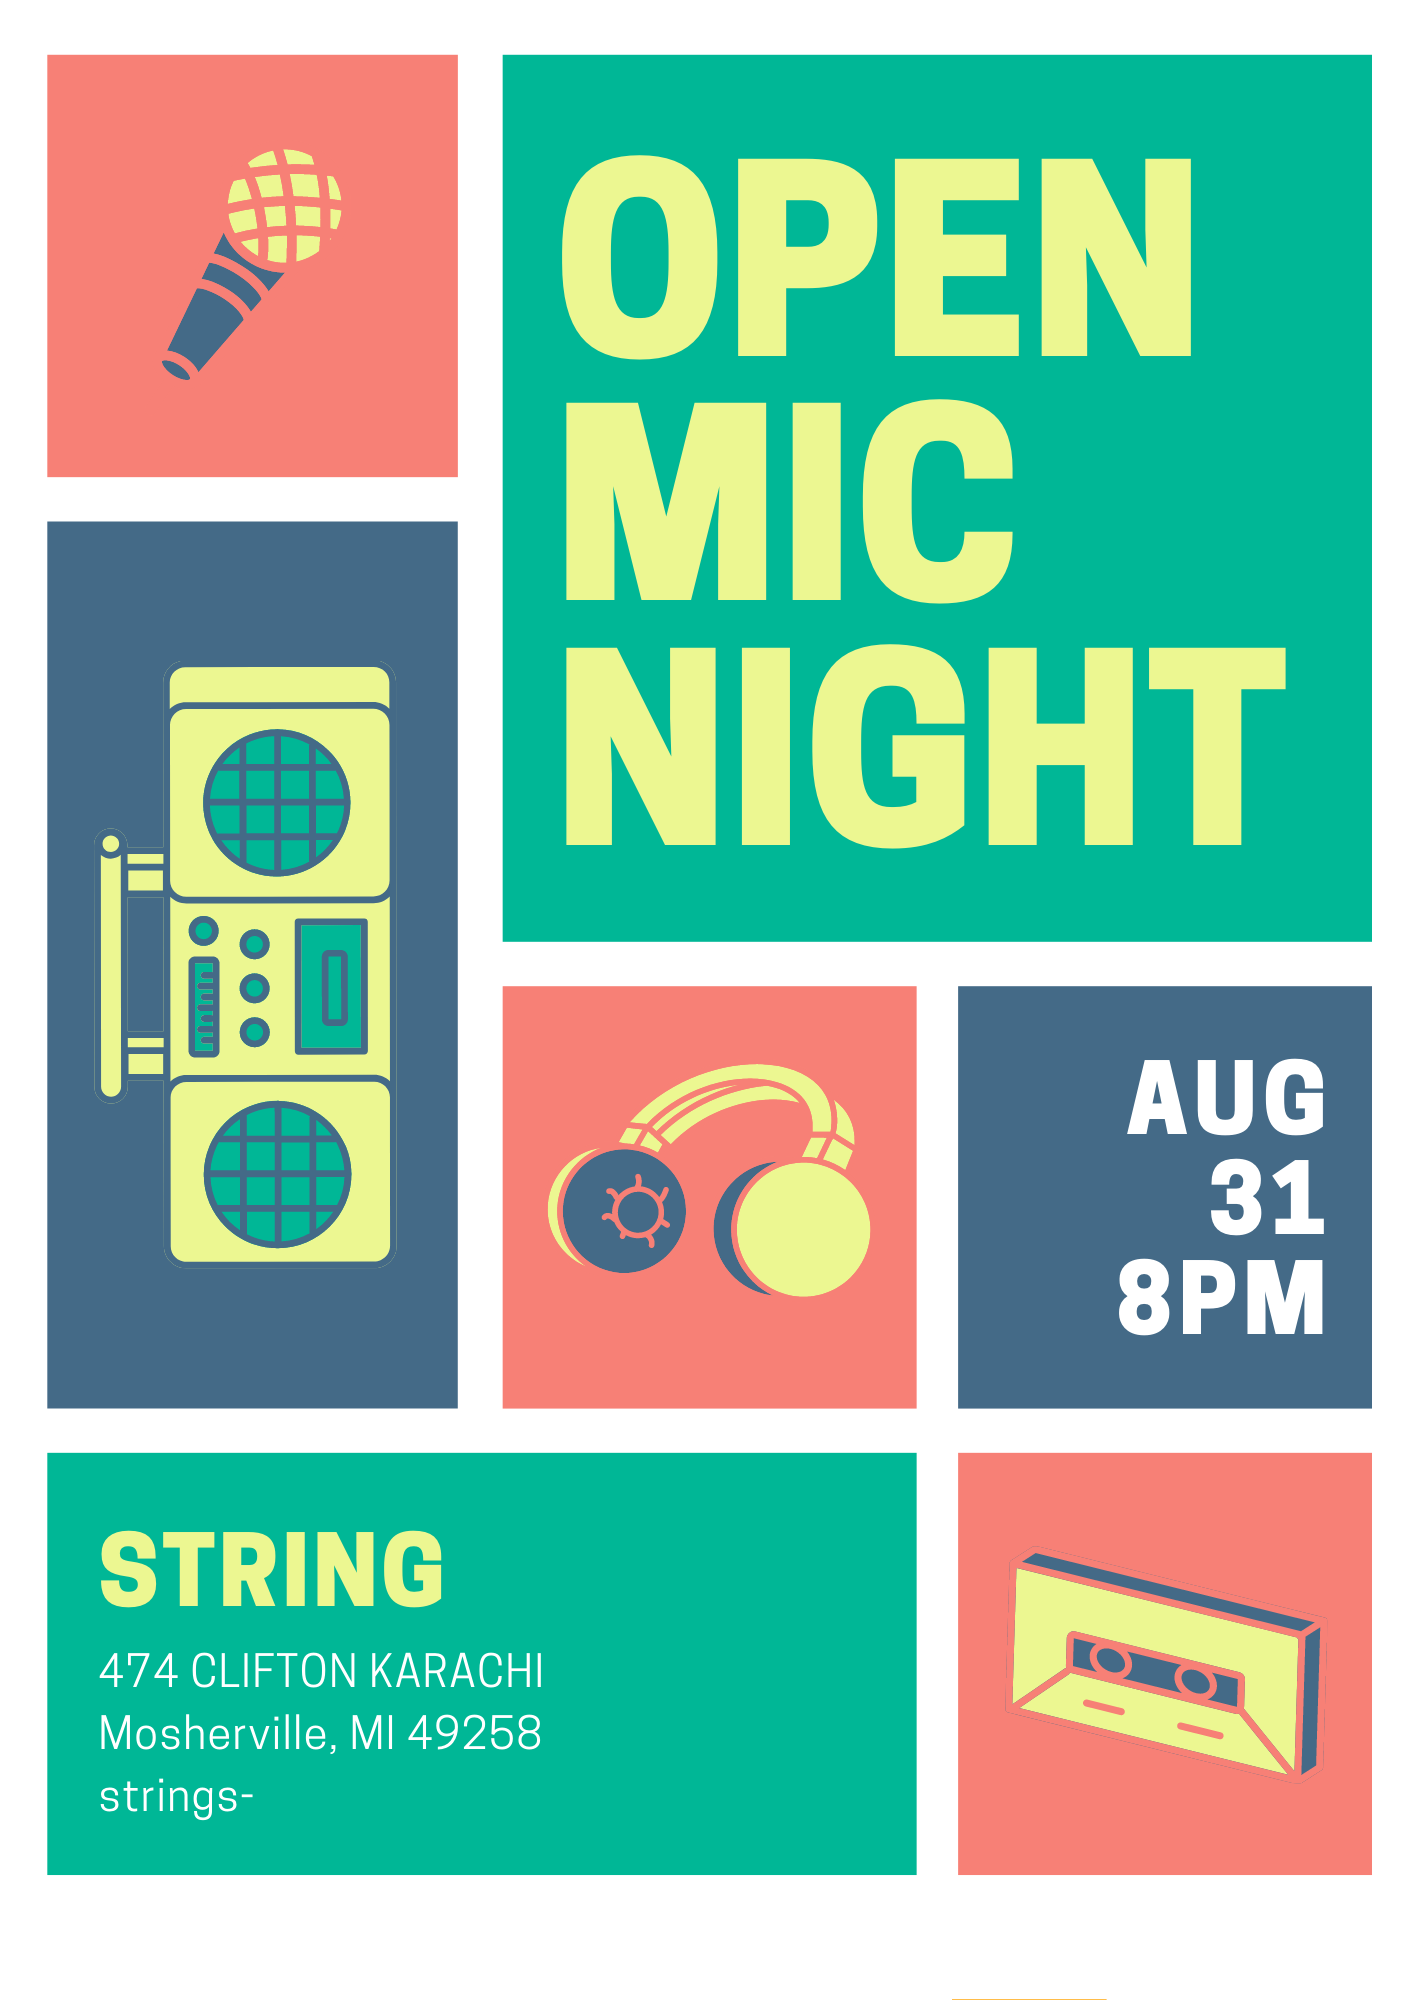 OPEN
MIC
NIGHT
AUG
31
8PM
STRING
474 CLIFTON KARACHI
Mosherville, MI 49258
strings-